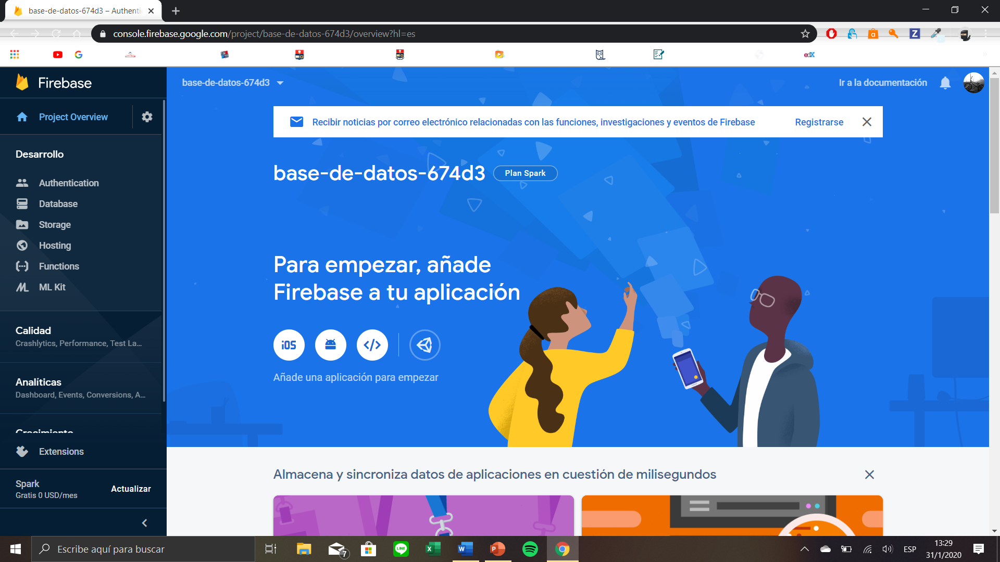 base-de-datos-674d3 – Authenti
console.firebase.google.com/project/base-de-datos-674d3/overview?hl=es
Firebase
base-de-datos-674d3
Ir a la documentación
Project Overview
Recibir noticias por correo electrónico relacionadas con las funciones, investigaciones y eventos de Firebase
Registrarse
Desarrollo
base-de-datos-674d3
Plan Spark
Authentication
Database
Storage
Hosting
Functions
ML Kit
Para empezar, añade
Firebase a tu aplicación
iOS
Añade una aplicación para empezar
Calidad
Crashlytics, Performance, Test La...
Analíticas
Dashboard, Events, Conversions, A...
Crecimiento
Extensions
Almacena y sincroniza datos de aplicaciones en cuestión de milisegundos
Spark
Gratis 0 USD/mes
Actualizar
Escribe aquí para buscar
7
LINE
ESP
13:29
31/1/2020